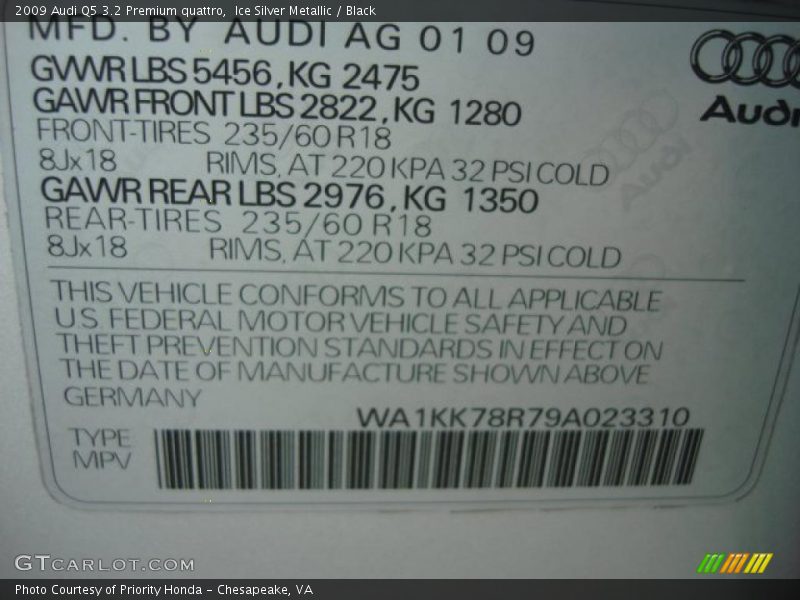 2009 Audi Q5 3.2 Premium quattro, Ice Silver Metallic / Black
MFD. BY AUDI AG 01 09
GVWR LBS 5456, KG 2475
GAWR FRONT LBS 2822, KG 1280
FRONT-TIRES 235/60 R18
8Jx18 RIMS, AT 220 KPA 32 PSI COLD
GAWR REAR LBS 2976, KG 1350
REAR-TIRES 235/60 R18
8Jx18 RIMS, AT 220 KPA 32 PSI COLD
Audi
Audi
THIS VEHICLE CONFORMS TO ALL APPLICABLE
U.S. FEDERAL MOTOR VEHICLE SAFETY AND
THEFT PREVENTION STANDARDS IN EFFECT ON
THE DATE OF MANUFACTURE SHOWN ABOVE
GERMANY
WA1KK78R79A023310
TYPE
MPV
GTCARLOT.COM
Photo Courtesy of Priority Honda - Chesapeake, VA